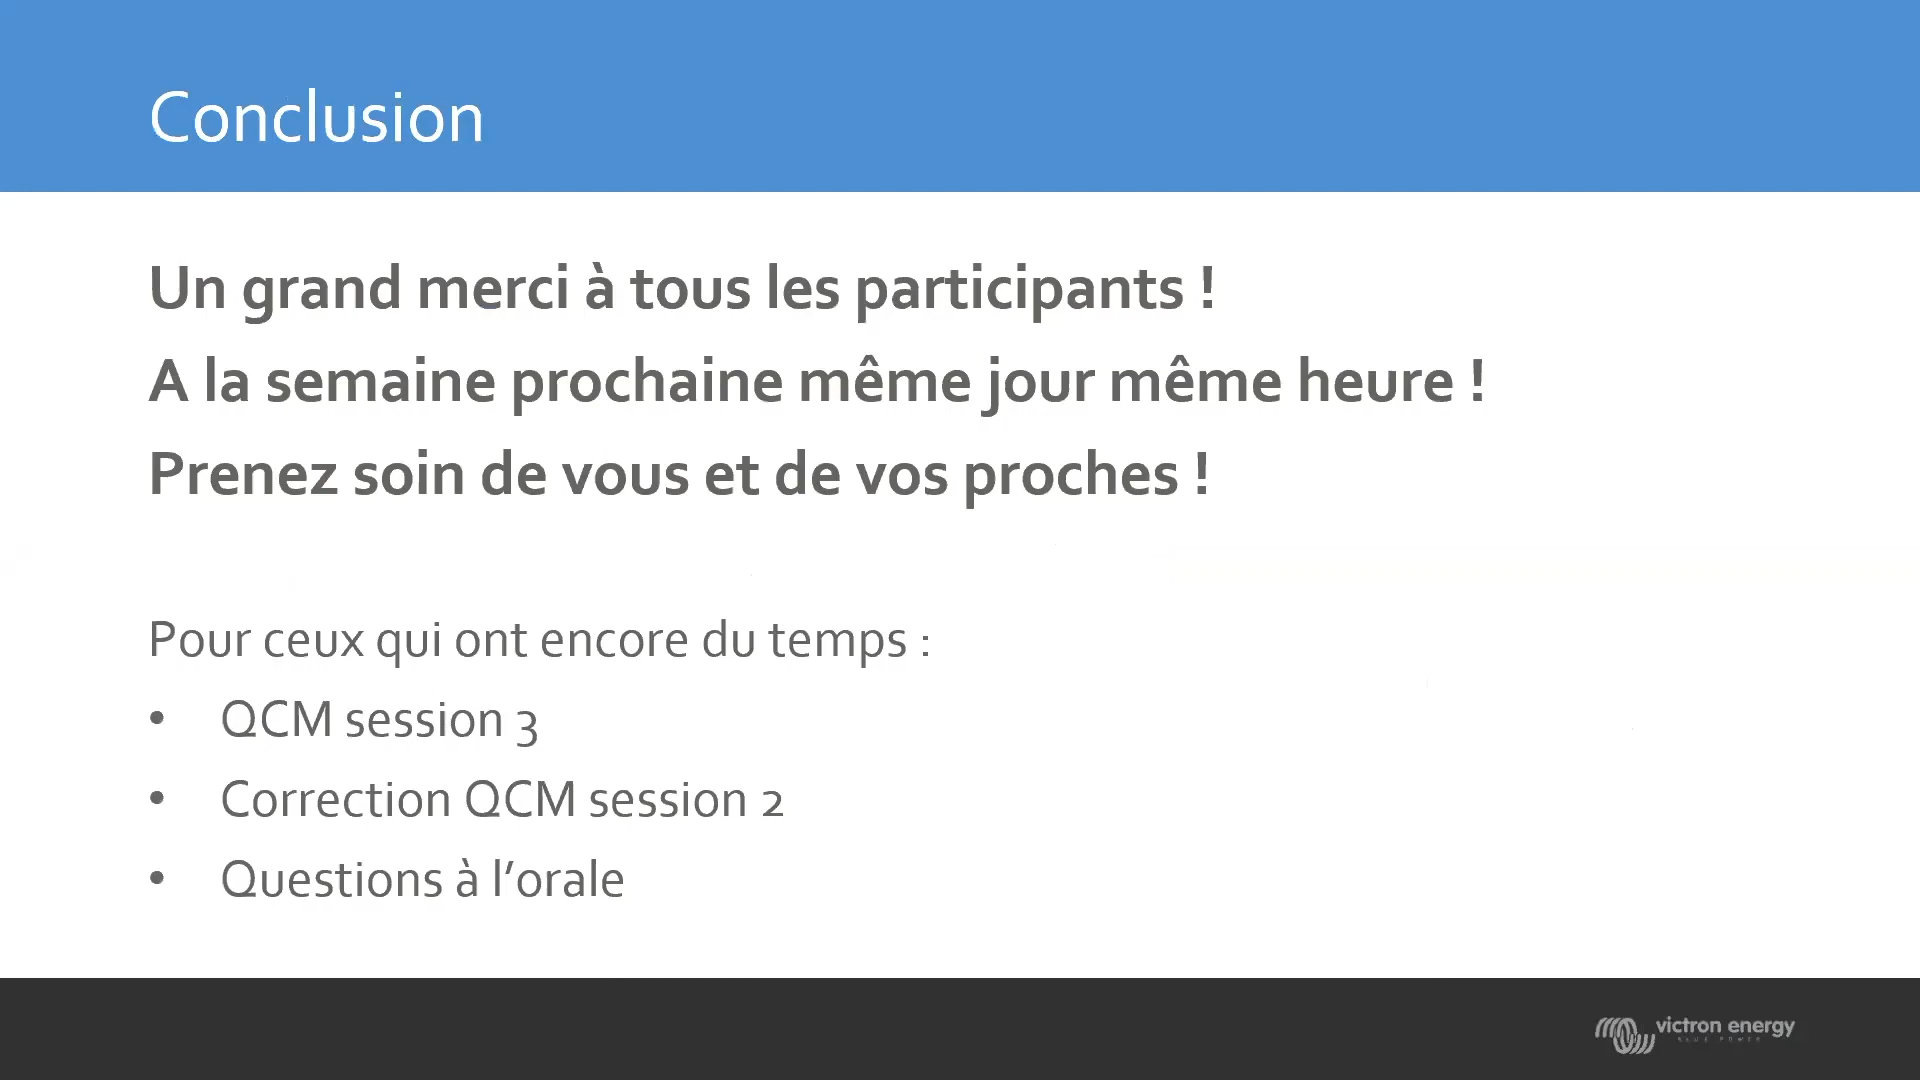 Conclusion
Un grand merci à tous les participants !
A la semaine prochaine même jour même heure !
Prenez soin de vous et de vos proches !
Pour ceux qui ont encore du temps :
• QCM session 3
• Correction QCM session 2
• Questions à l’orale
victron energy
BLUE POWER